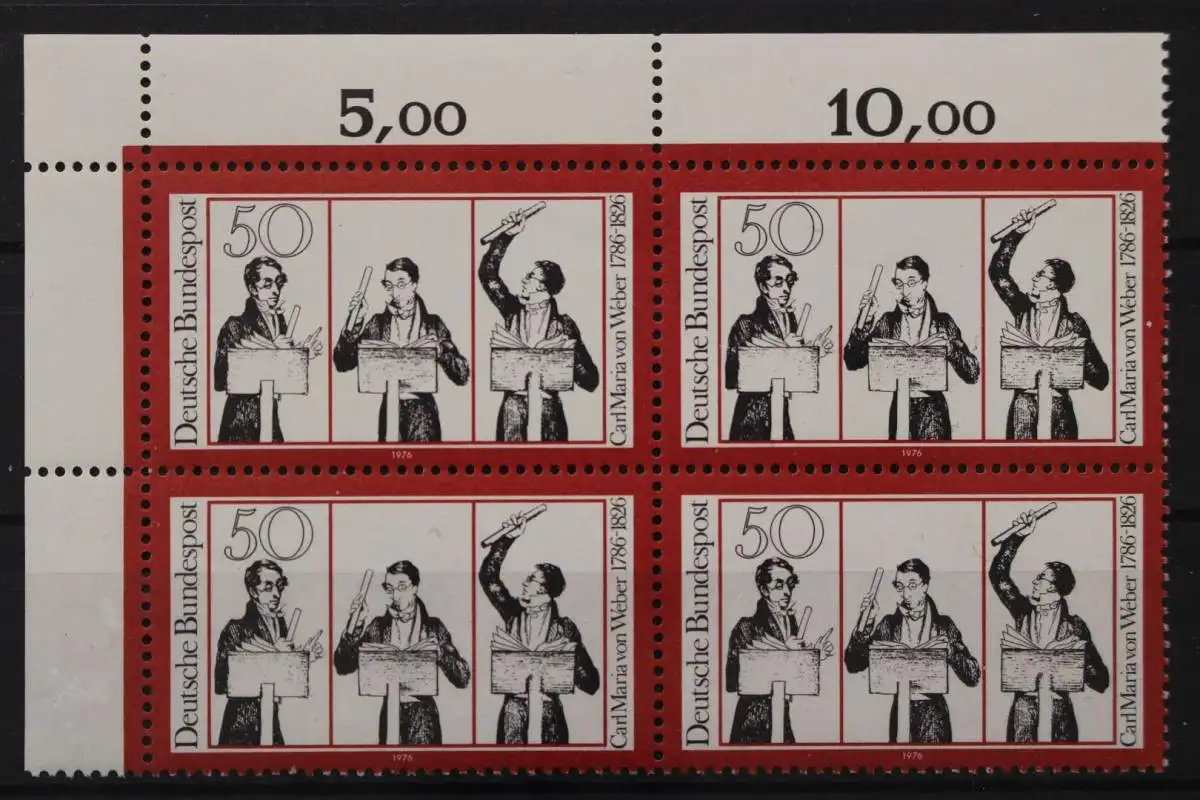 5,00
10,00
Deutsche Bundespost
50
Carl Maria von Weber 1786-1826
1976
Deutsche Bundespost
50
Carl Maria von Weber 1786-1826
1976
Deutsche Bundespost
50
Carl Maria von Weber 1786-1826
1976
Deutsche Bundespost
50
Carl Maria von Weber 1786-1826
1976